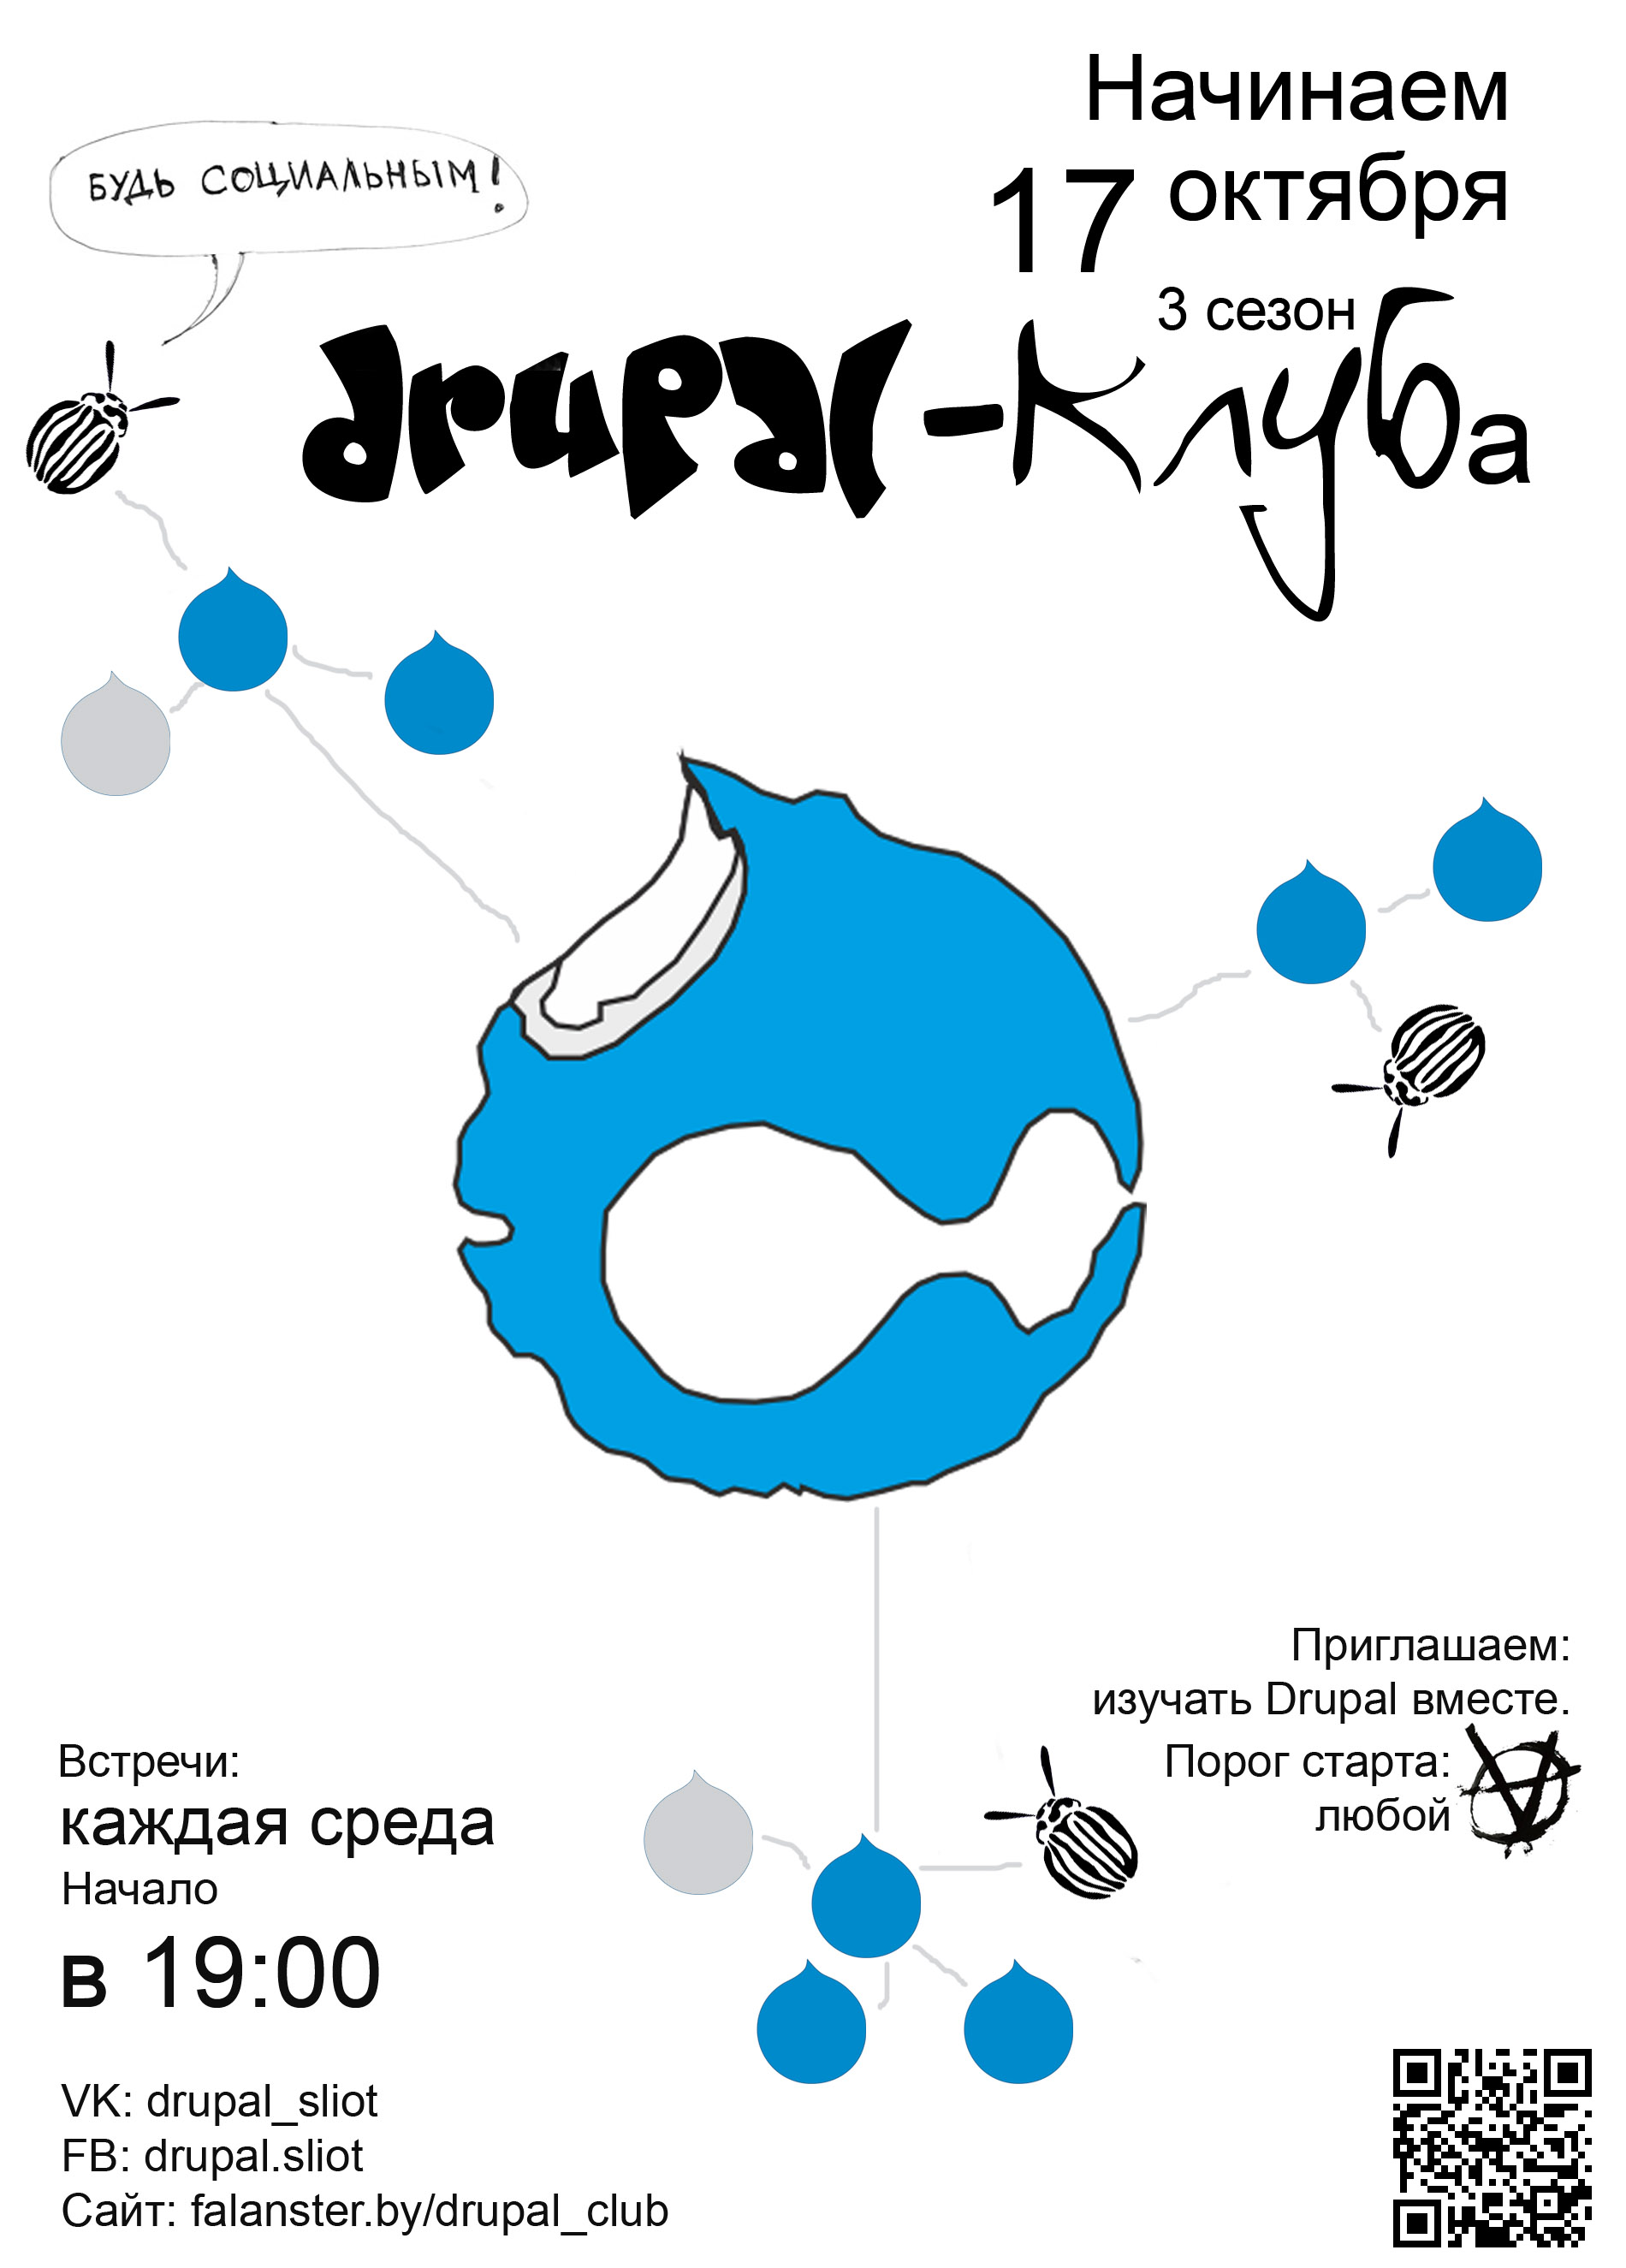 Начинаем
17 октября
БУДЬ СОЦИАЛЬНЫМ!
3 сезон
drupal-Клуба
Приглашаем:
изучать Drupal вместе.
Порог старта:
любой
Встречи:
каждая среда
Начало
в 19:00
VK: drupal_sliot
FB: drupal.sliot
Сайт: falanster.by/drupal_club